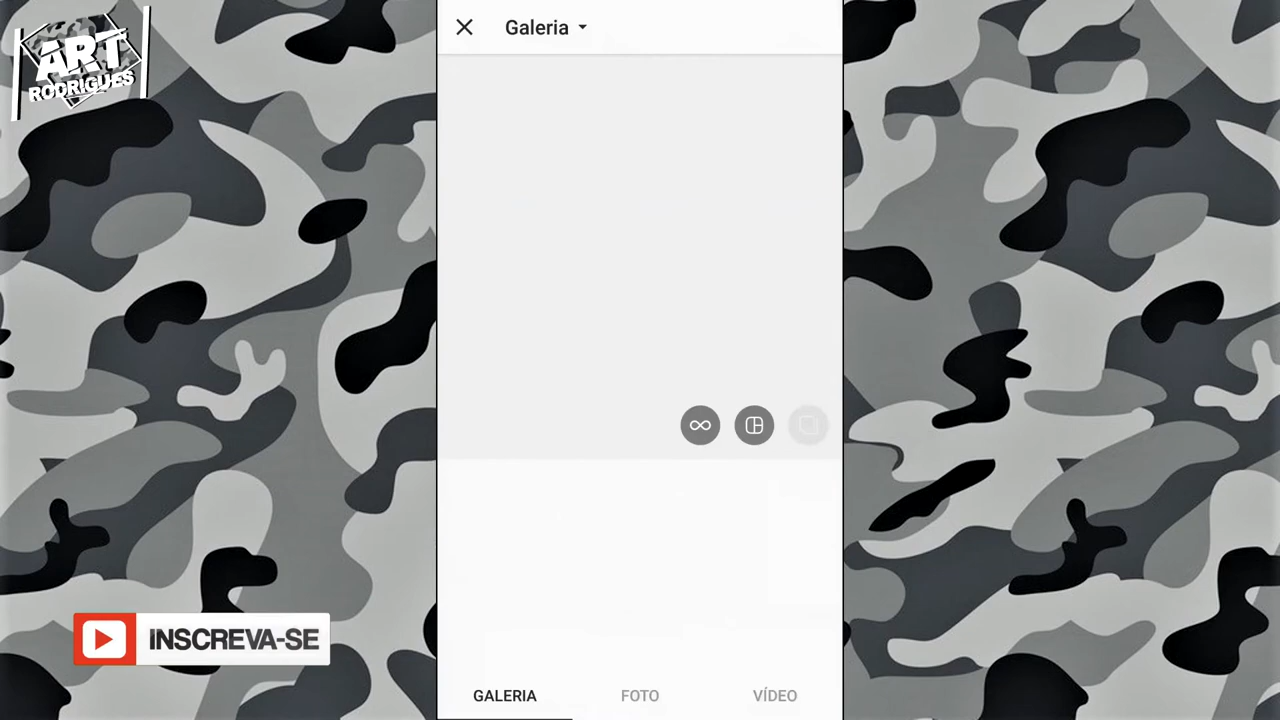 ART
RODRIGUES
Galeria
INSCREVA-SE
GALERIA
FOTO
VÍDEO